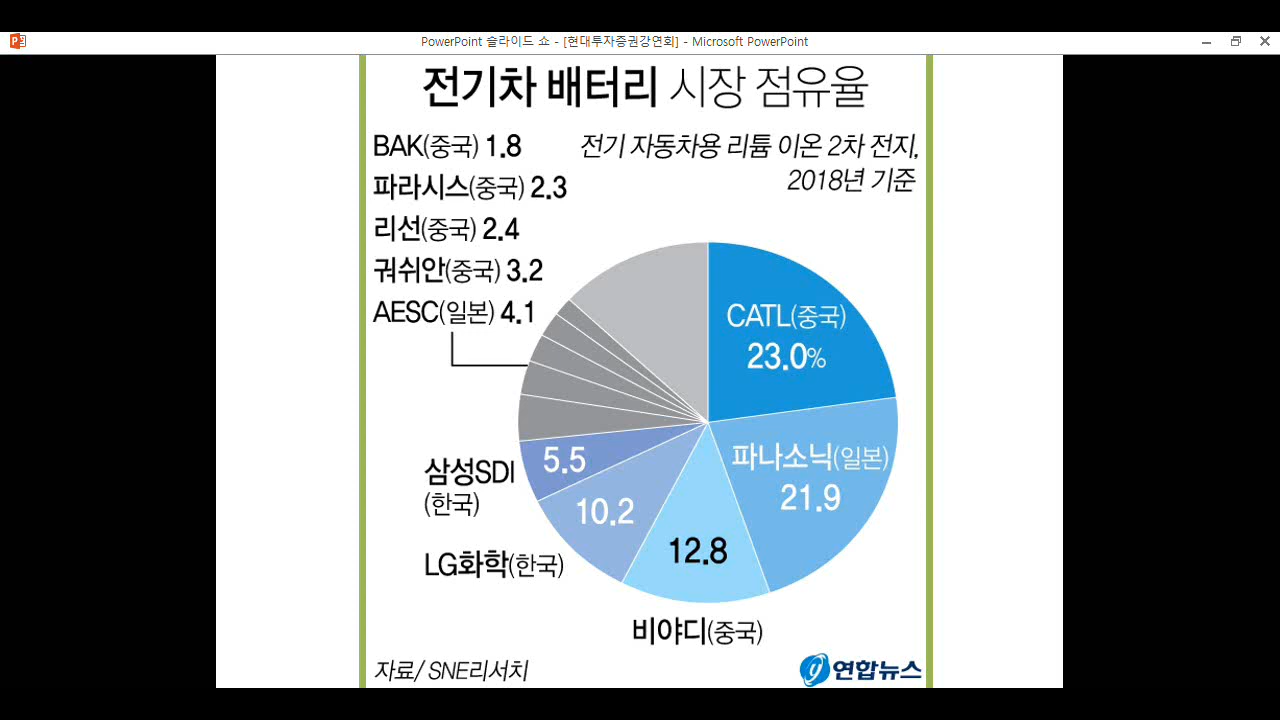 PowerPoint 슬라이드 쇼 - [현대투자증권강연회] - Microsoft PowerPoint
전기차 배터리 시장 점유율
전기 자동차용 리튬 이온 2차 전지,
2018년 기준
BAK(중국) 1.8
파라시스(중국) 2.3
리선(중국) 2.4
궈쉬안(중국) 3.2
AESC(일본) 4.1
CATL(중국)
23.0%
파나소닉(일본)
21.9
12.8
비야디(중국)
10.2
LG화학(한국)
5.5
삼성SDI
(한국)
자료/ SNE리서치
y 연합뉴스